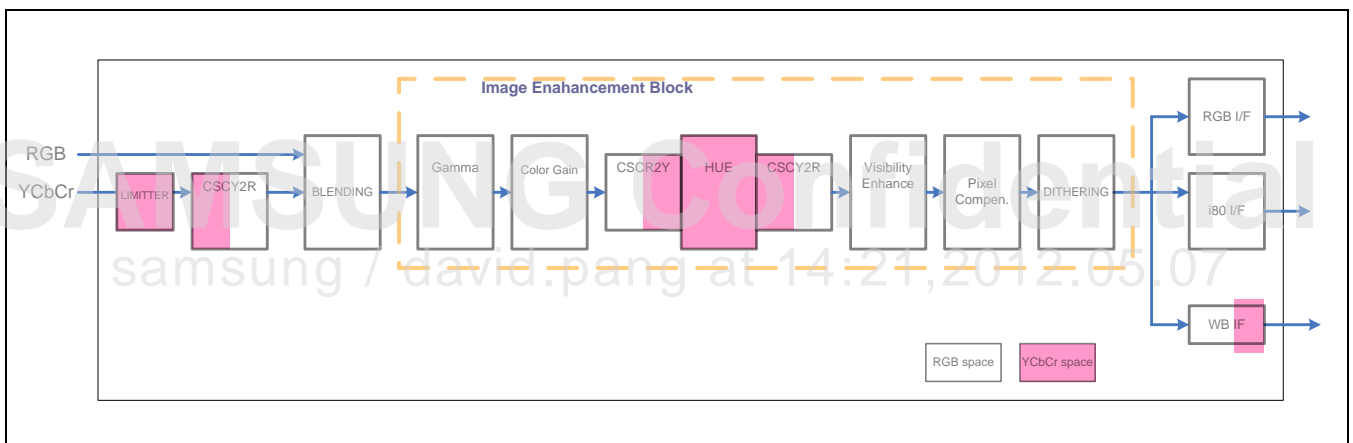 Image Enahancement Block
RGB
YCbCr
LIMITTER
CSCY2R
BLENDING
Gamma
Color Gain
CSCR2Y
HUE
CSCY2R
Visibility
Enhance
Pixel
Compen.
DITHERING
RGB I/F
i80 I/F
WB IF
RGB space
YCbCr space
SAMSUNG Confidential
samsung / david.pang at 14:21,2012.05.07